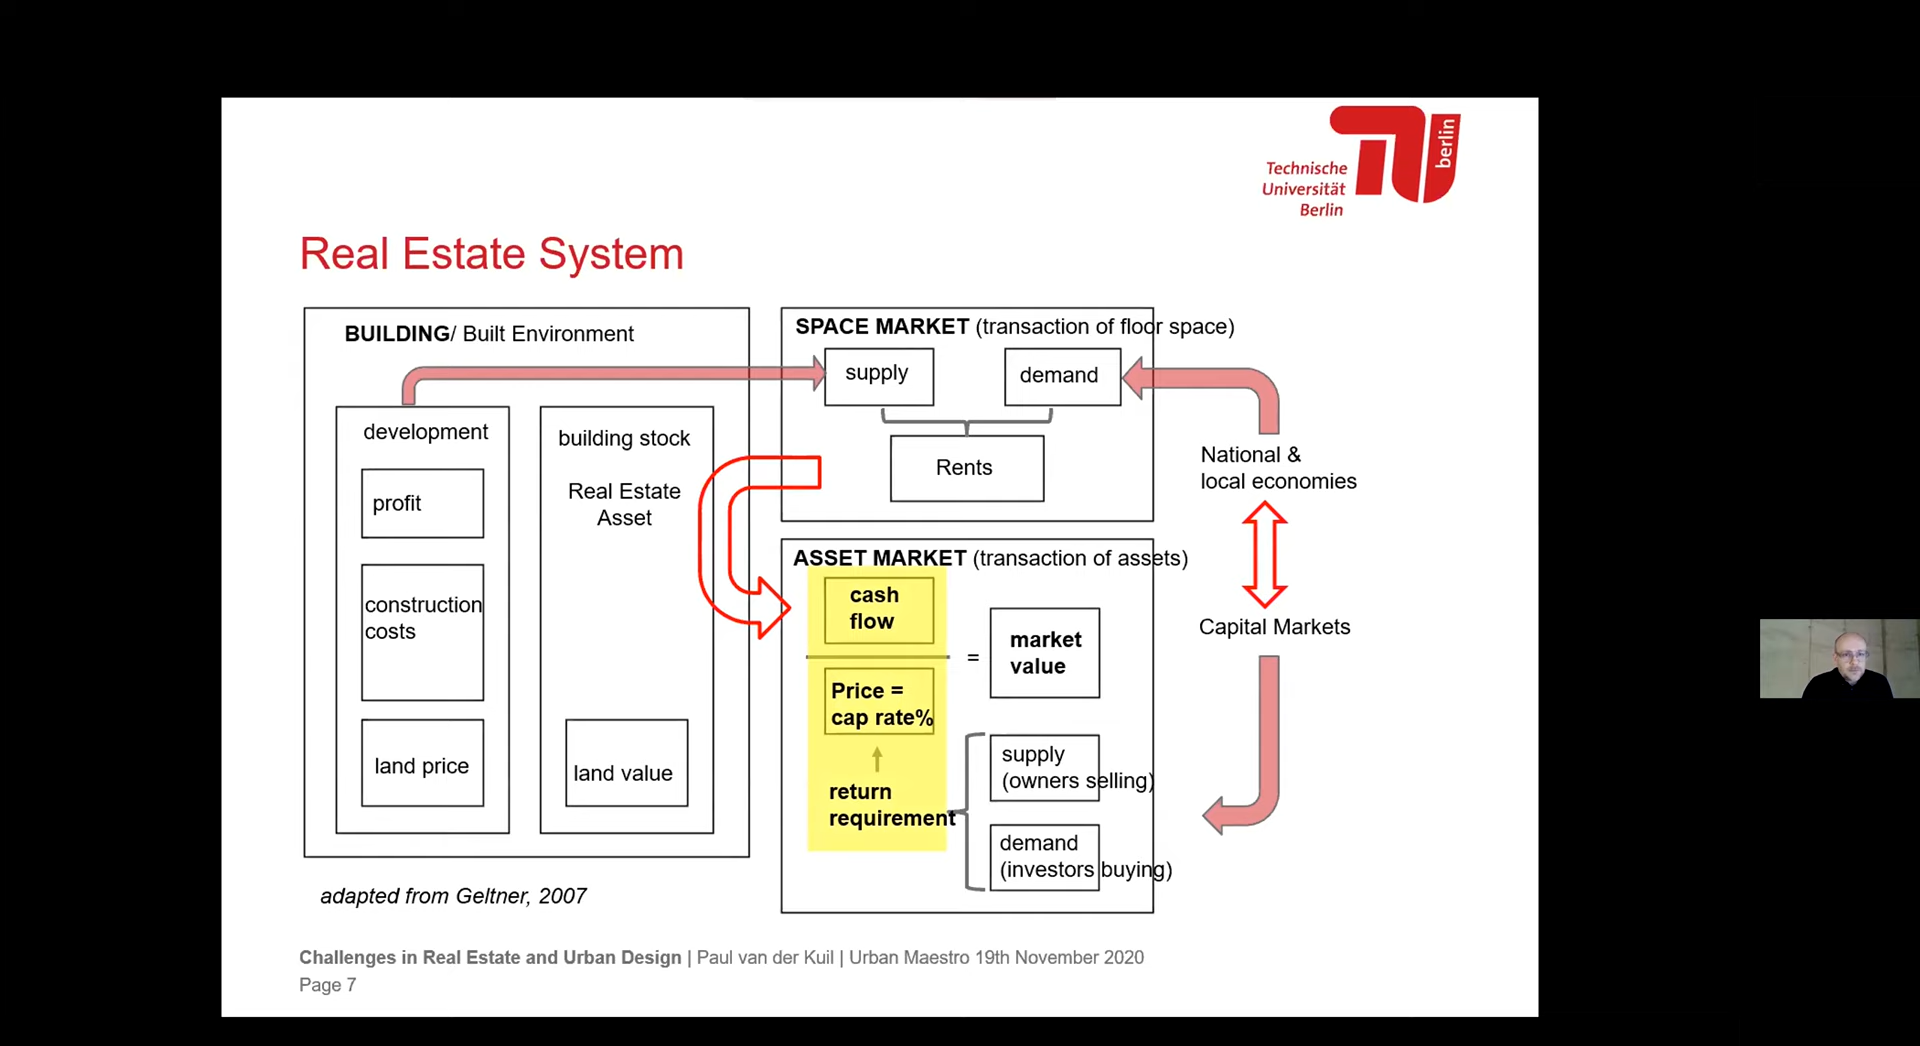 Technische
Universität
Berlin
berlin
Real Estate System
BUILDING/ Built Environment
development
profit
construction
costs
land price
building stock
Real Estate
Asset
land value
SPACE MARKET (transaction of floor space)
supply
demand
Rents
National &
local economies
Capital Markets
ASSET MARKET (transaction of assets)
cash
flow
Price =
cap rate%
=
market
value
return
requirement
supply
(owners selling)
demand
(investors buying)
adapted from Geltner, 2007
Challenges in Real Estate and Urban Design | Paul van der Kuil | Urban Maestro 19th November 2020
Page 7